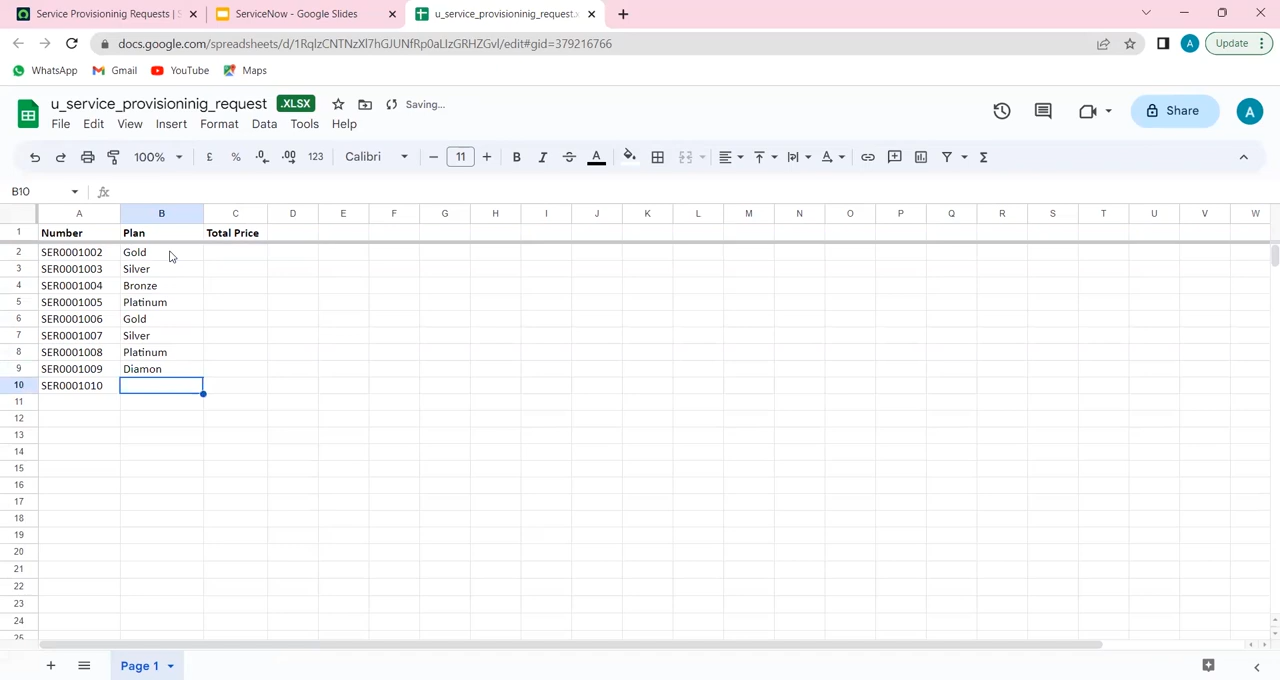 Service Provisioning Requests | S
ServiceNow - Google Slides
u_service_provisioninig_request.x
docs.google.com/spreadsheets/d/1RqlzCNTNzXl7hGJUNfRp0aLIzGRHZGvl/edit#gid=379216766
A
Update
WhatsApp
Gmail
YouTube
Maps
u_service_provisioninig_request
.XLSX
Saving...
File Edit View Insert Format Data Tools Help
Share
A
100%
£ % .0 .00 123
Calibri
11
B I A
B10
fx
A B C D E F G H I J K L M N O P Q R S T U V W
1 Number Plan Total Price
2 SER0001002 Gold
3 SER0001003 Silver
4 SER0001004 Bronze
5 SER0001005 Platinum
6 SER0001006 Gold
7 SER0001007 Silver
8 SER0001008 Platinum
9 SER0001009 Diamon
10 SER0001010
11
12
13
14
15
16
17
18
19
20
21
22
23
24
25
Page 1